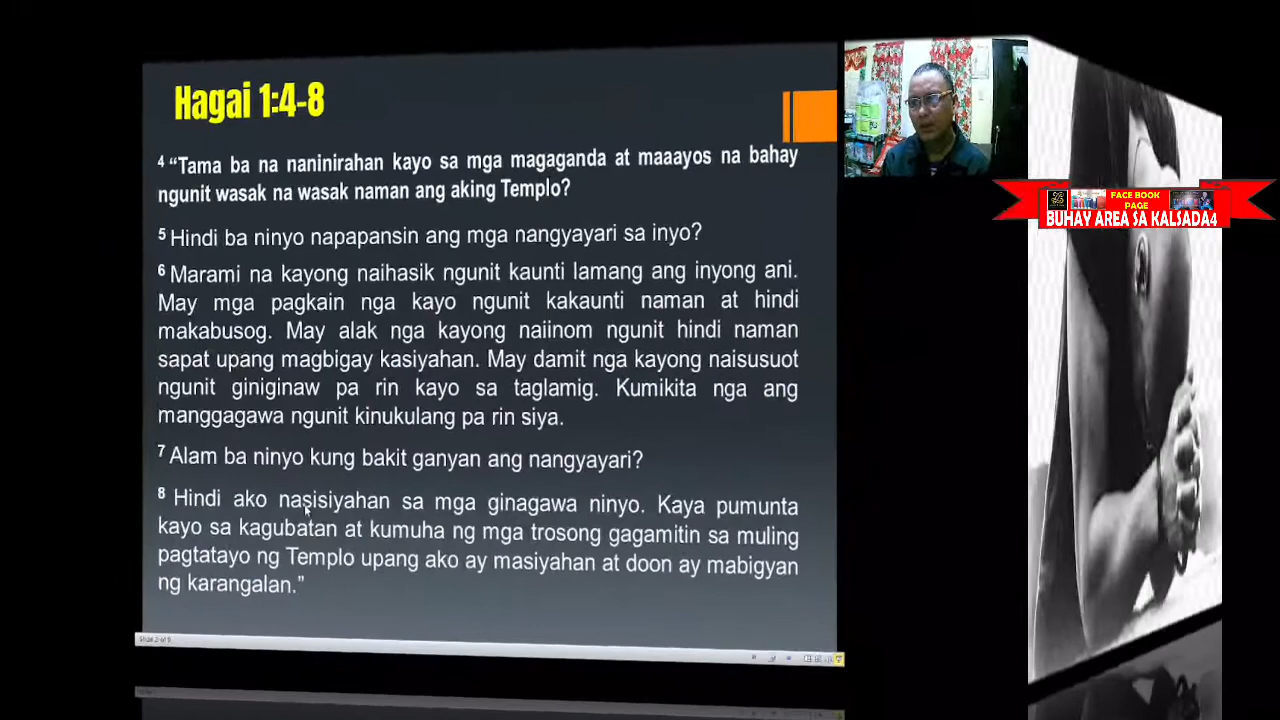 Hagai 1:4-8
4 “Tama ba na naninirahan kayo sa mga magaganda at maaayos na bahay
ngunit wasak na wasak naman ang aking Templo?
5 Hindi ba ninyo napapansin ang mga nangyayari sa inyo?
6 Marami na kayong naihasik ngunit kaunti lamang ang inyong ani.
May mga pagkain nga kayo ngunit kakaunti naman at hindi
makabusog. May alak nga kayong naiinom ngunit hindi naman
sapat upang magbigay kasiyahan. May damit nga kayong naisusuot
ngunit giniginaw pa rin kayo sa taglamig. Kumikita nga ang
manggagawa ngunit kinukulang pa rin siya.
7 Alam ba ninyo kung bakit ganyan ang nangyayari?
8 Hindi ako nasisiyahan sa mga ginagawa ninyo. Kaya pumunta
kayo sa kagubatan at kumuha ng mga trosong gagamitin sa muling
pagtatayo ng Templo upang ako ay masiyahan at doon ay mabigyan
ng karangalan.”
FACE BOOK
PAGE
BUHAY AREA SA KALSADA4